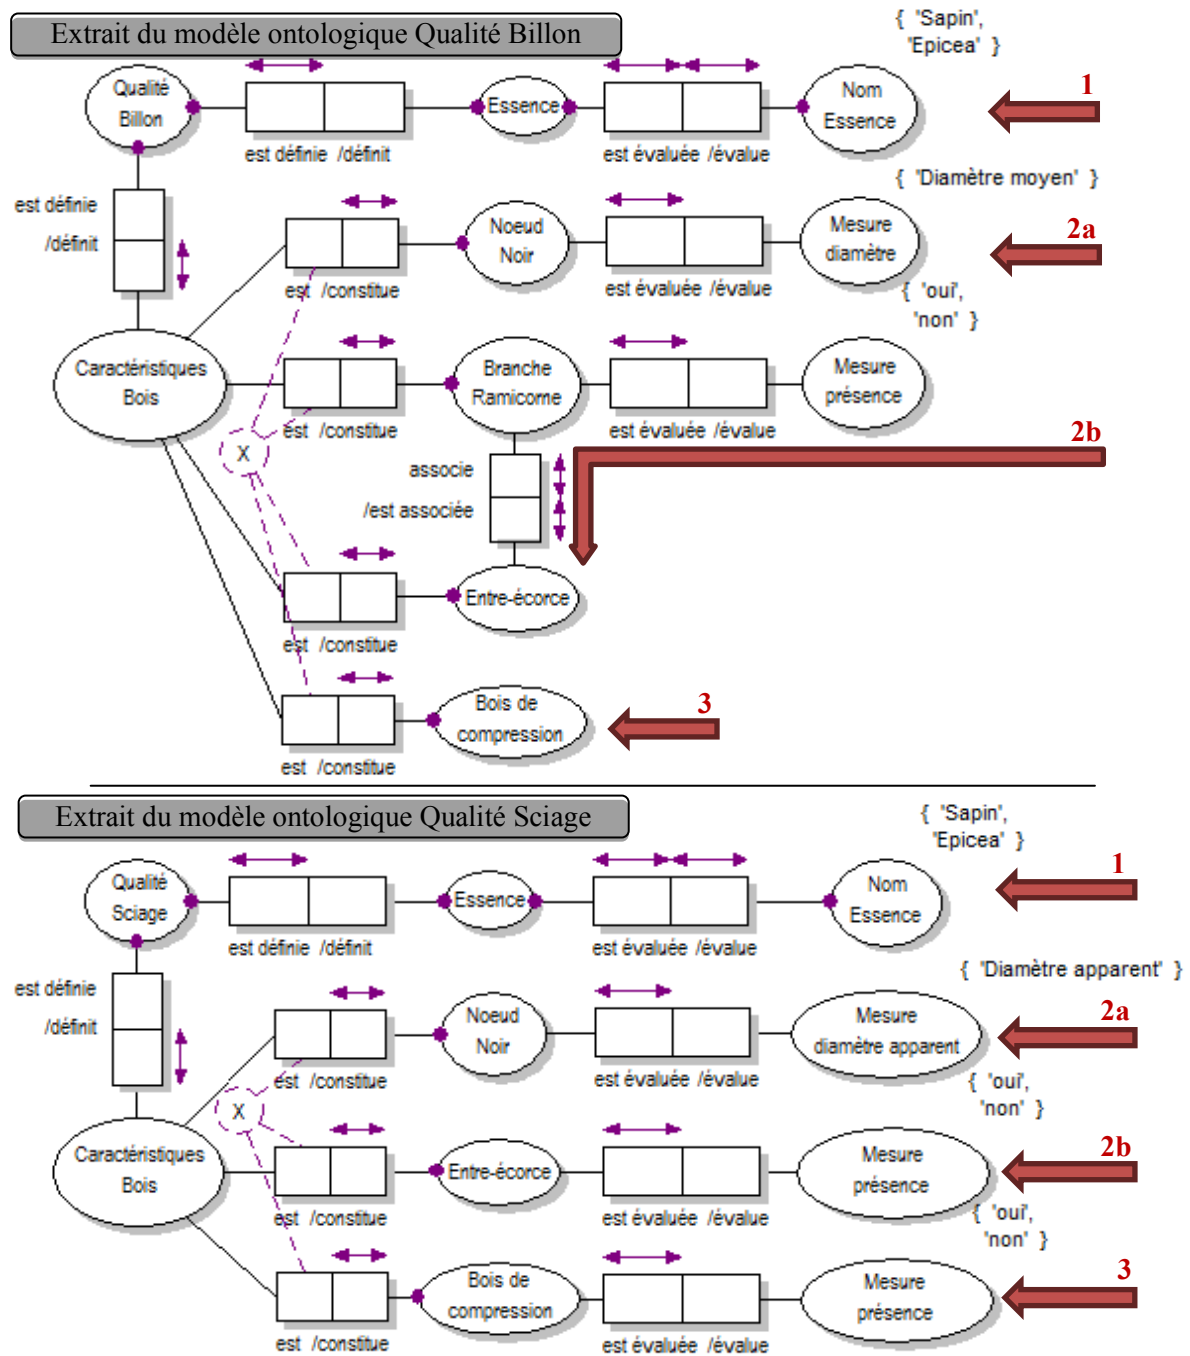 Extrait du modèle ontologique Qualité Billon
{ 'Sapin',
'Epicea' }
1
Qualité
Billon
Essence
Nom
Essence
est définie /définit
est évaluée /évalue
{ 'Diamètre moyen' }
2a
est définie
/définit
Noeud
Noir
Mesure
diamètre
est /constitue
est évaluée /évalue
{ 'oui',
'non' }
Caractéristiques
Bois
Branche
Ramicorne
Mesure
présence
est /constitue
est évaluée /évalue
2b
X
associe
/est associée
Entre-écorce
est /constitue
3
Bois de
compression
est /constitue
Extrait du modèle ontologique Qualité Sciage
{ 'Sapin',
'Epicea' }
1
Qualité
Sciage
Essence
Nom
Essence
est définie /définit
est évaluée /évalue
{ 'Diamètre apparent' }
2a
est définie
/définit
Noeud
Noir
Mesure
diamètre apparent
est /constitue
est évaluée /évalue
{ 'oui',
'non' }
X
2b
Caractéristiques
Bois
Entre-écorce
Mesure
présence
est /constitue
est évaluée /évalue
{ 'oui',
'non' }
3
Bois de
compression
Mesure
présence
est /constitue
est évaluée /évalue